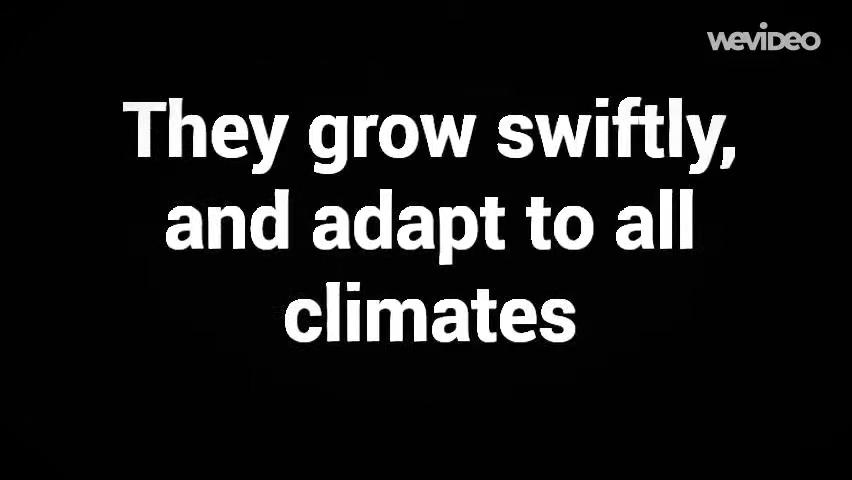 WeVideo
They grow swiftly,
and adapt to all
climates